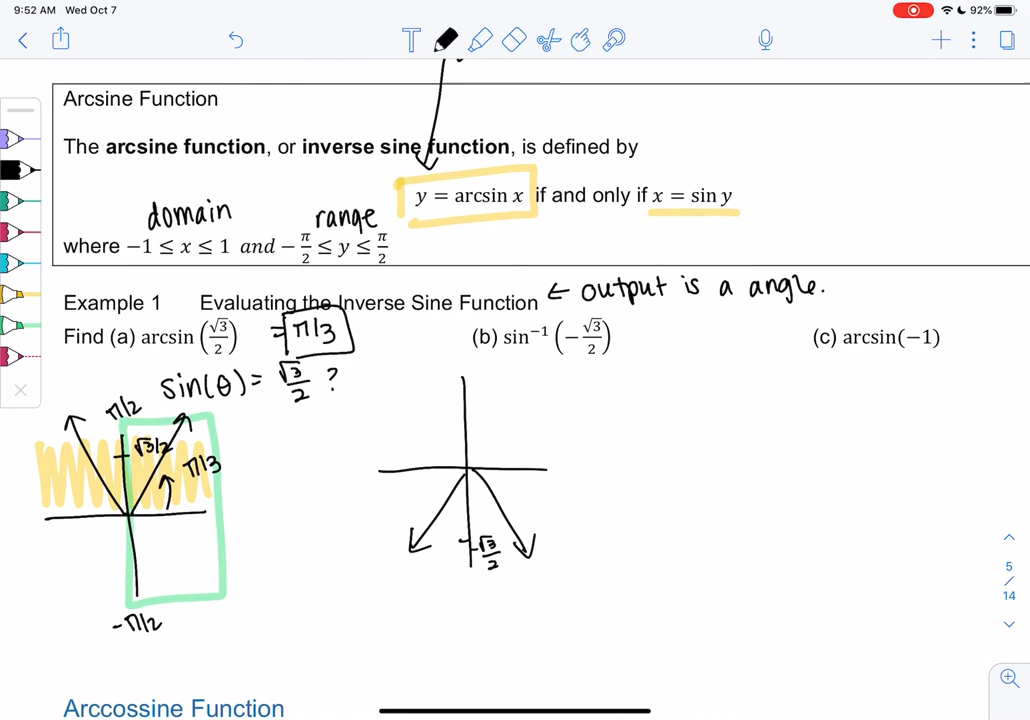 9:52 AM Wed Oct 7
92%
Arcsine Function
The arcsine function, or inverse sine function, is defined by
y = arcsin x if and only if x = sin y
domain range
where −1 ≤ x ≤ 1 and − π/2 ≤ y ≤ π/2
Example 1 Evaluating the Inverse Sine Function ← output is a angle.
Find (a) arcsin (√3/2) = π/3 (b) sin⁻¹ (−√3/2) (c) arcsin(−1)
sin(θ) = √3/2 ?
π/2
√3/2
π/3
-√3/2
-π/2
5
/
14
Arccossine Function